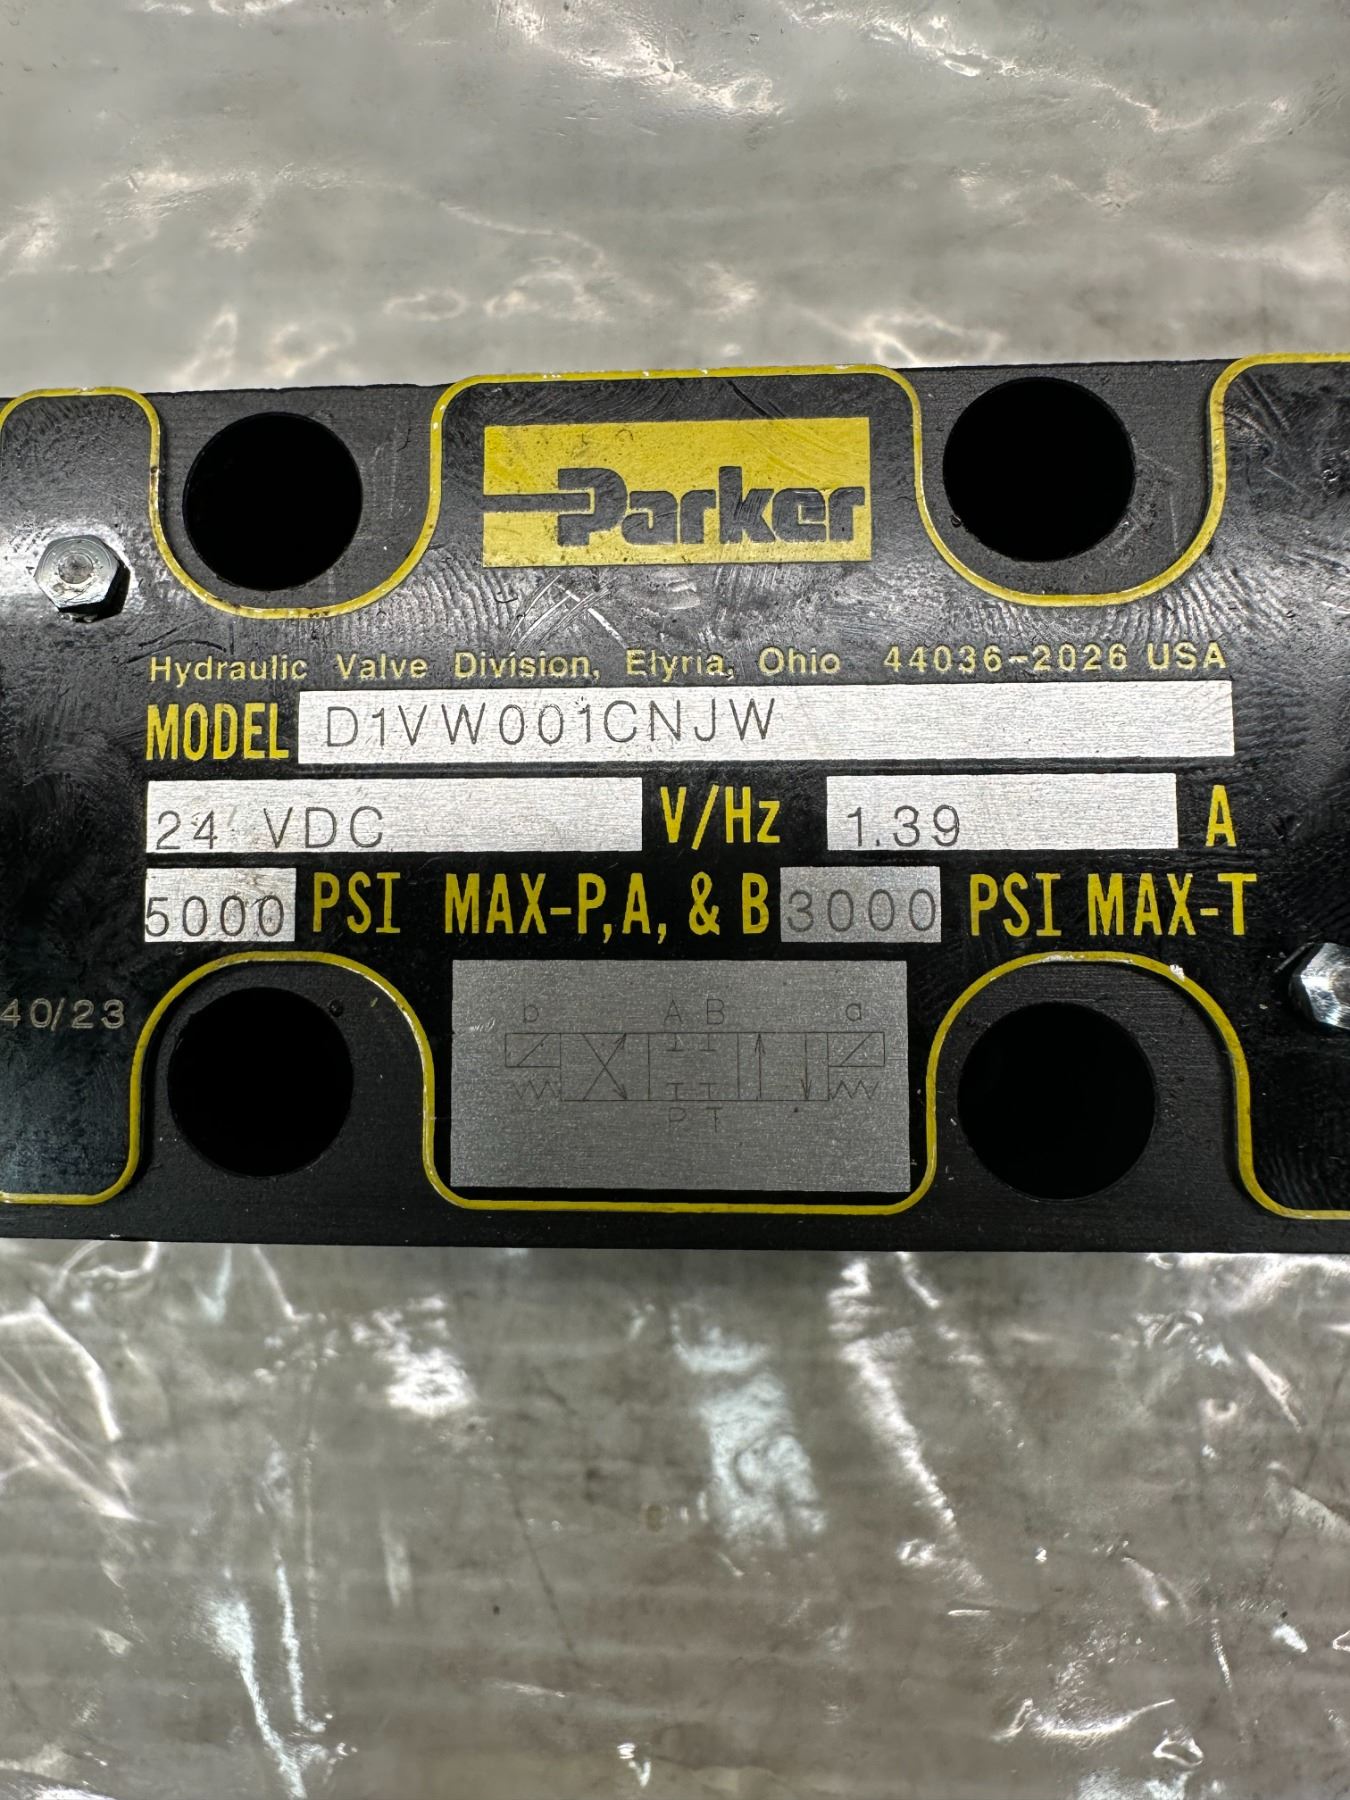 Parker
Hydraulic Valve Division, Elyria, Ohio 44036-2026 USA
MODEL D1VW001CNJW
24 VDC V/Hz 1.39 A
5000 PSI MAX-P,A, & B 3000 PSI MAX-T
40/23
b A B a
P T